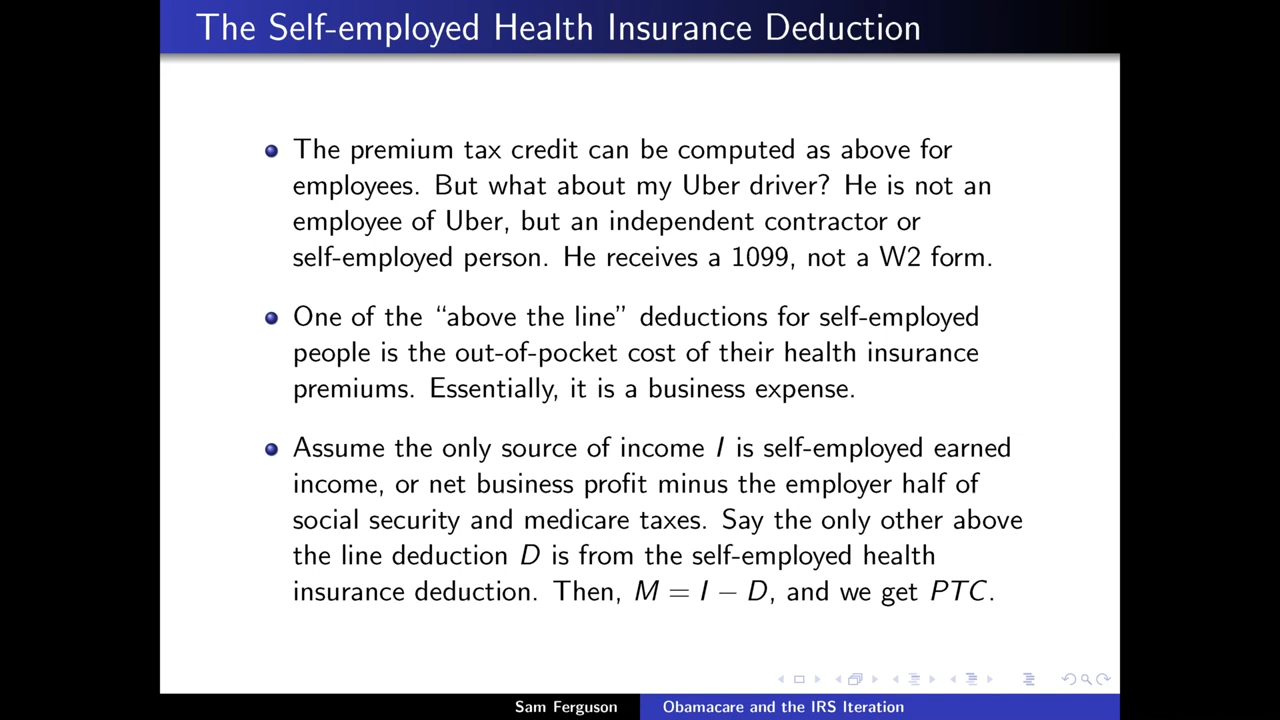 The Self-employed Health Insurance Deduction
The premium tax credit can be computed as above for
employees. But what about my Uber driver? He is not an
employee of Uber, but an independent contractor or
self-employed person. He receives a 1099, not a W2 form.
One of the “above the line” deductions for self-employed
people is the out-of-pocket cost of their health insurance
premiums. Essentially, it is a business expense.
Assume the only source of income I is self-employed earned
income, or net business profit minus the employer half of
social security and medicare taxes. Say the only other above
the line deduction D is from the self-employed health
insurance deduction. Then, M = I − D, and we get PTC.
Sam Ferguson
Obamacare and the IRS Iteration